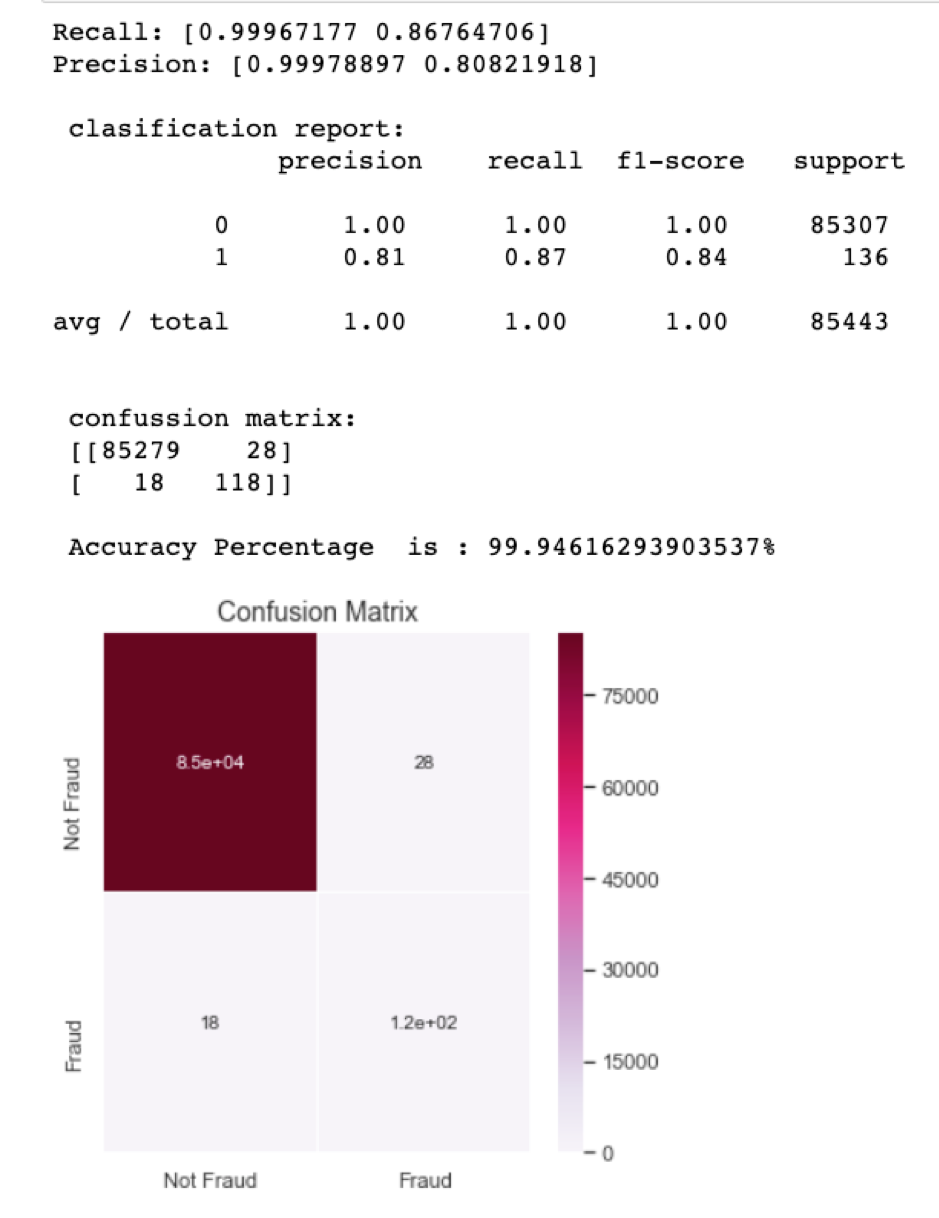 Recall: [0.99967177 0.86764706]
Precision: [0.99978897 0.80821918]
clasification report:
precision recall f1-score support
0 1.00 1.00 1.00 85307
1 0.81 0.87 0.84 136
avg / total 1.00 1.00 1.00 85443
confussion matrix:
[[85279 28]
[ 18 118]]
Accuracy Percentage is : 99.94616293903537%
Confusion Matrix
Not Fraud
8.5e+04 28
Fraud
18 1.2e+02
Not Fraud Fraud
75000
60000
45000
30000
15000
0